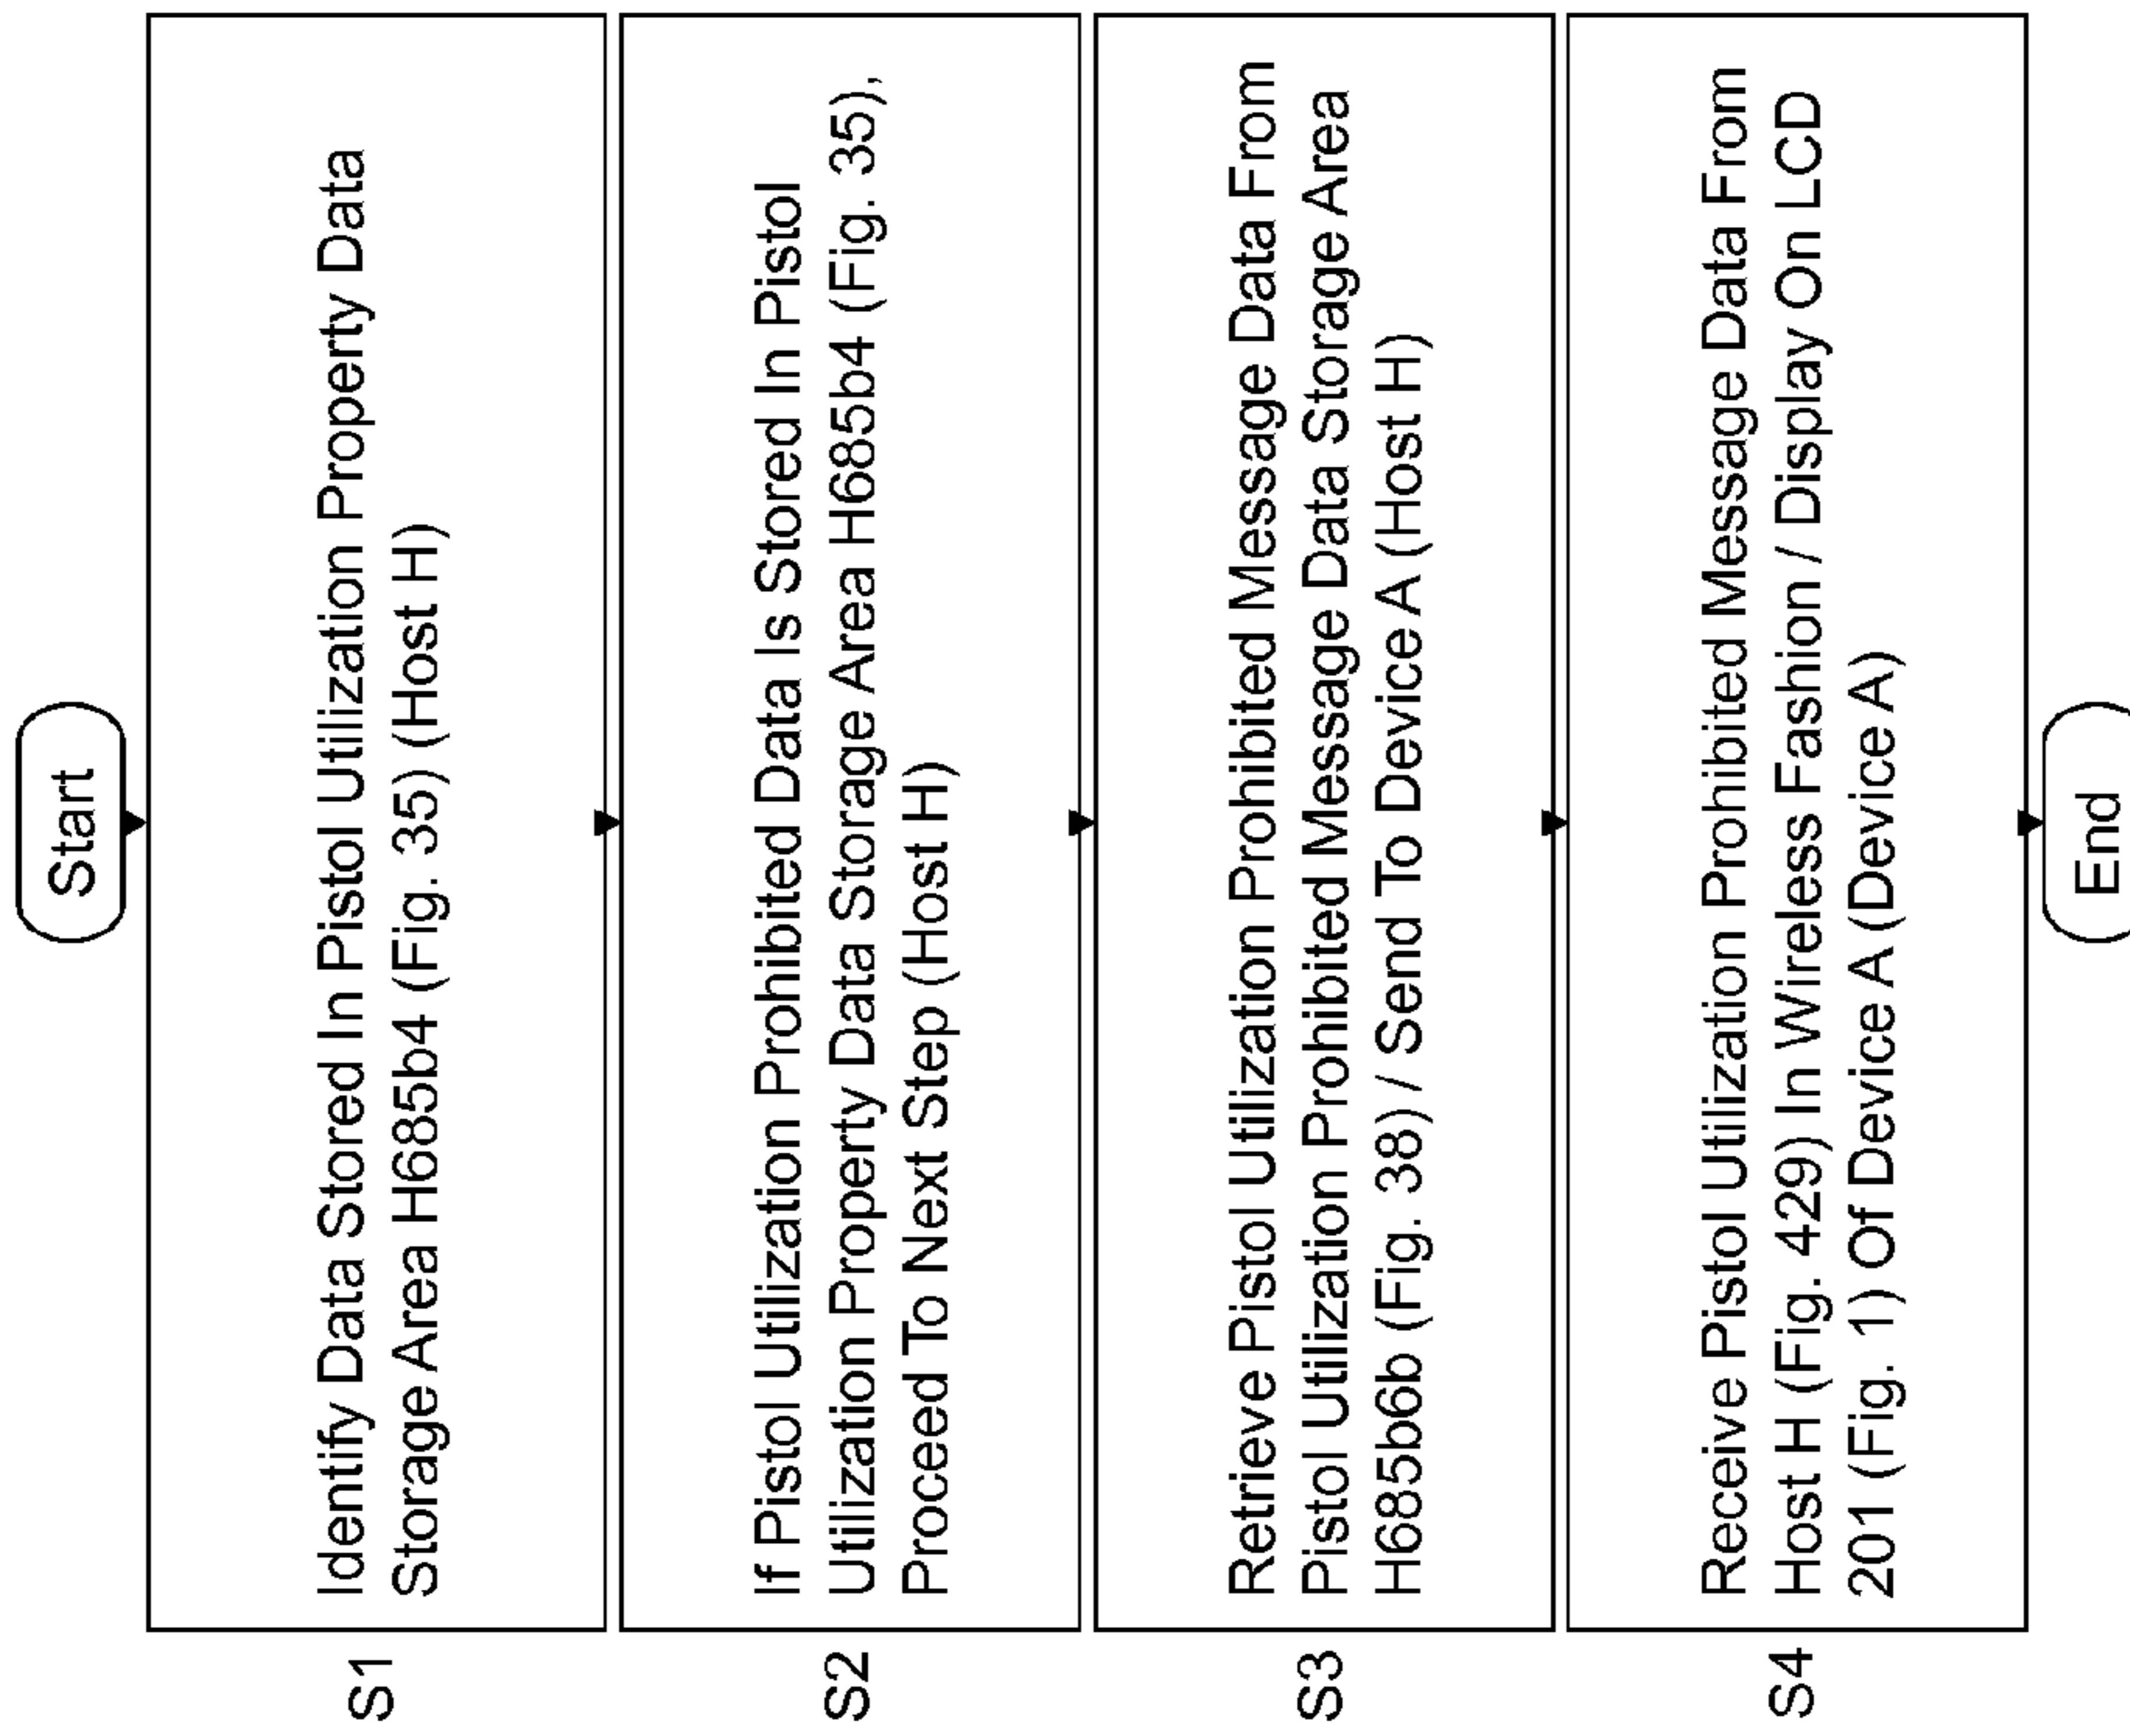 Start
S1
Identify Data Stored In Pistol Utilization Property Data
Storage Area H685b4 (Fig. 35) (Host H)
S2
If Pistol Utilization Prohibited Data Is Stored In Pistol
Utilization Property Data Storage Area H685b4 (Fig. 35),
Proceed To Next Step (Host H)
S3
Retrieve Pistol Utilization Prohibited Message Data From
Pistol Utilization Prohibited Message Data Storage Area
H685b6b (Fig. 38) / Send To Device A (Host H)
S4
Receive Pistol Utilization Prohibited Message Data From
Host H (Fig. 429) In Wireless Fashion / Display On LCD
201 (Fig. 1) Of Device A (Device A)
End